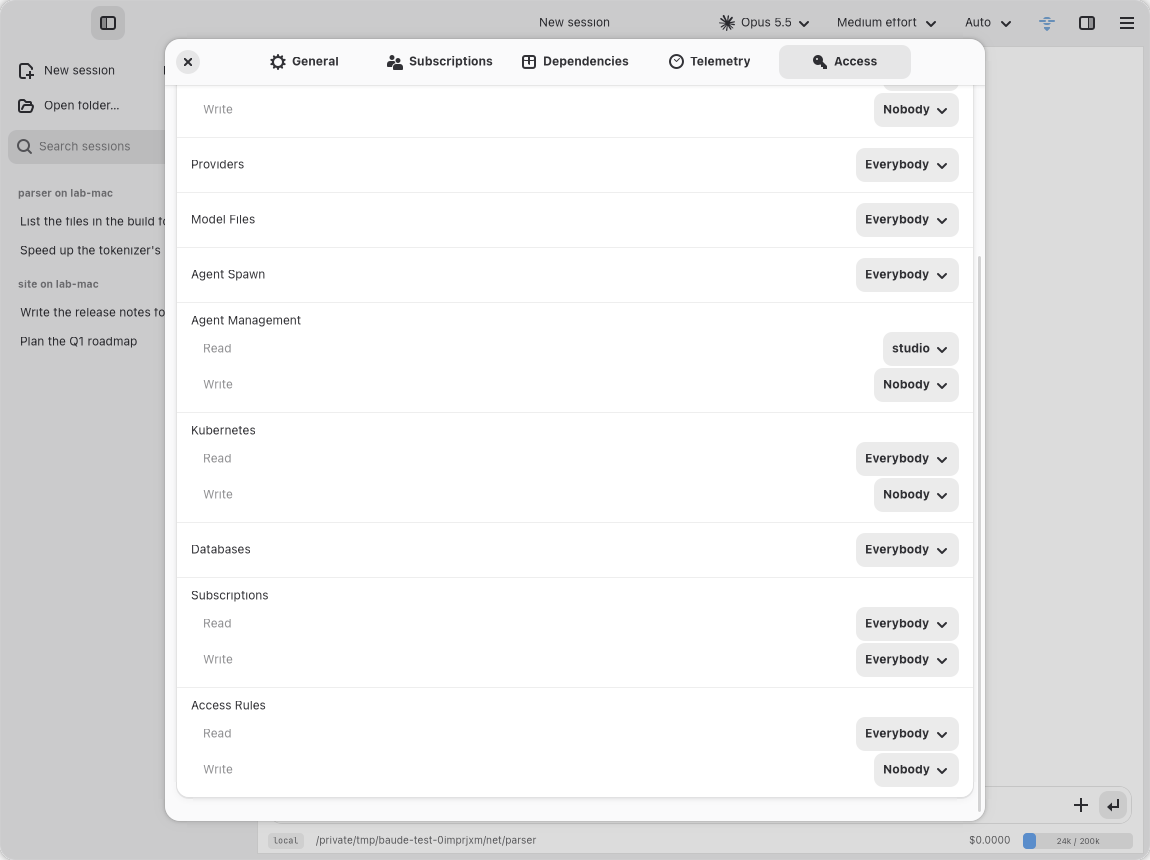 New session
Opus 5.5
Medium effort
Auto
General
Subscriptions
Dependencies
Telemetry
Access
New session
Open folder...
Search sessions
parser on lab-mac
List the files in the build
Speed up the tokenizer's
site on lab-mac
Write the release notes
Plan the Q1 roadmap
Write
Nobody
Providers
Everybody
Model Files
Everybody
Agent Spawn
Everybody
Agent Management
Read
studio
Write
Nobody
Kubernetes
Read
Everybody
Write
Nobody
Databases
Everybody
Subscriptions
Read
Everybody
Write
Everybody
Access Rules
Read
Everybody
Write
Nobody
local
/private/tmp/baude-test-0imprjxm/net/parser
$0.0000
24k / 200k